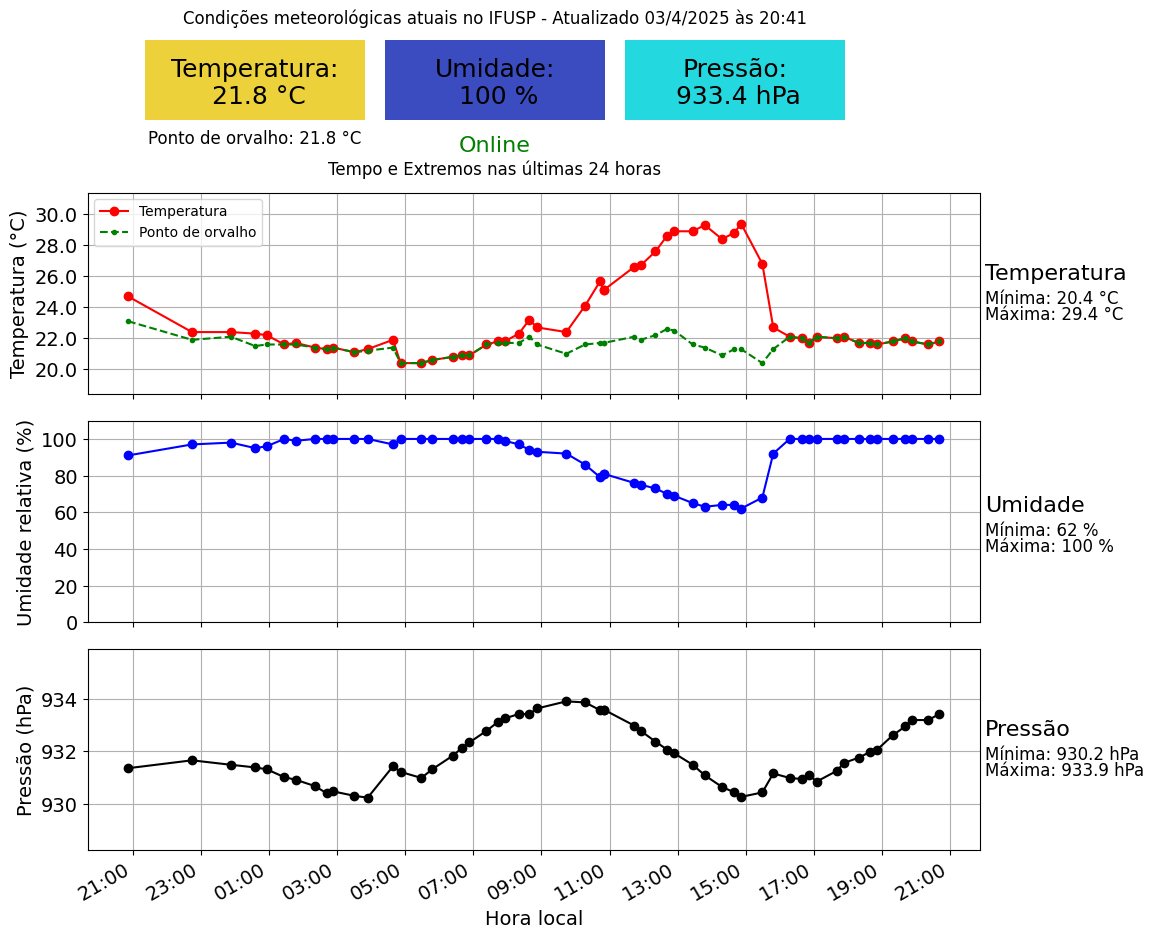 Condições meteorológicas atuais no IFUSP - Atualizado 03/4/2025 às 20:41
Temperatura:
21.8 °C
Umidade:
100 %
Pressão:
933.4 hPa
Ponto de orvalho: 21.8 °C
Online
Tempo e Extremos nas últimas 24 horas
Temperatura (°C)
30.0
28.0
26.0
24.0
22.0
20.0
Temperatura
Ponto de orvalho
Temperatura
Mínima: 20.4 °C
Máxima: 29.4 °C
Umidade relativa (%)
100
80
60
40
20
0
Umidade
Mínima: 62 %
Máxima: 100 %
Pressão (hPa)
934
932
930
Pressão
Mínima: 930.2 hPa
Máxima: 933.9 hPa
21:00 23:00 01:00 03:00 05:00 07:00 09:00 11:00 13:00 15:00 17:00 19:00 21:00
Hora local